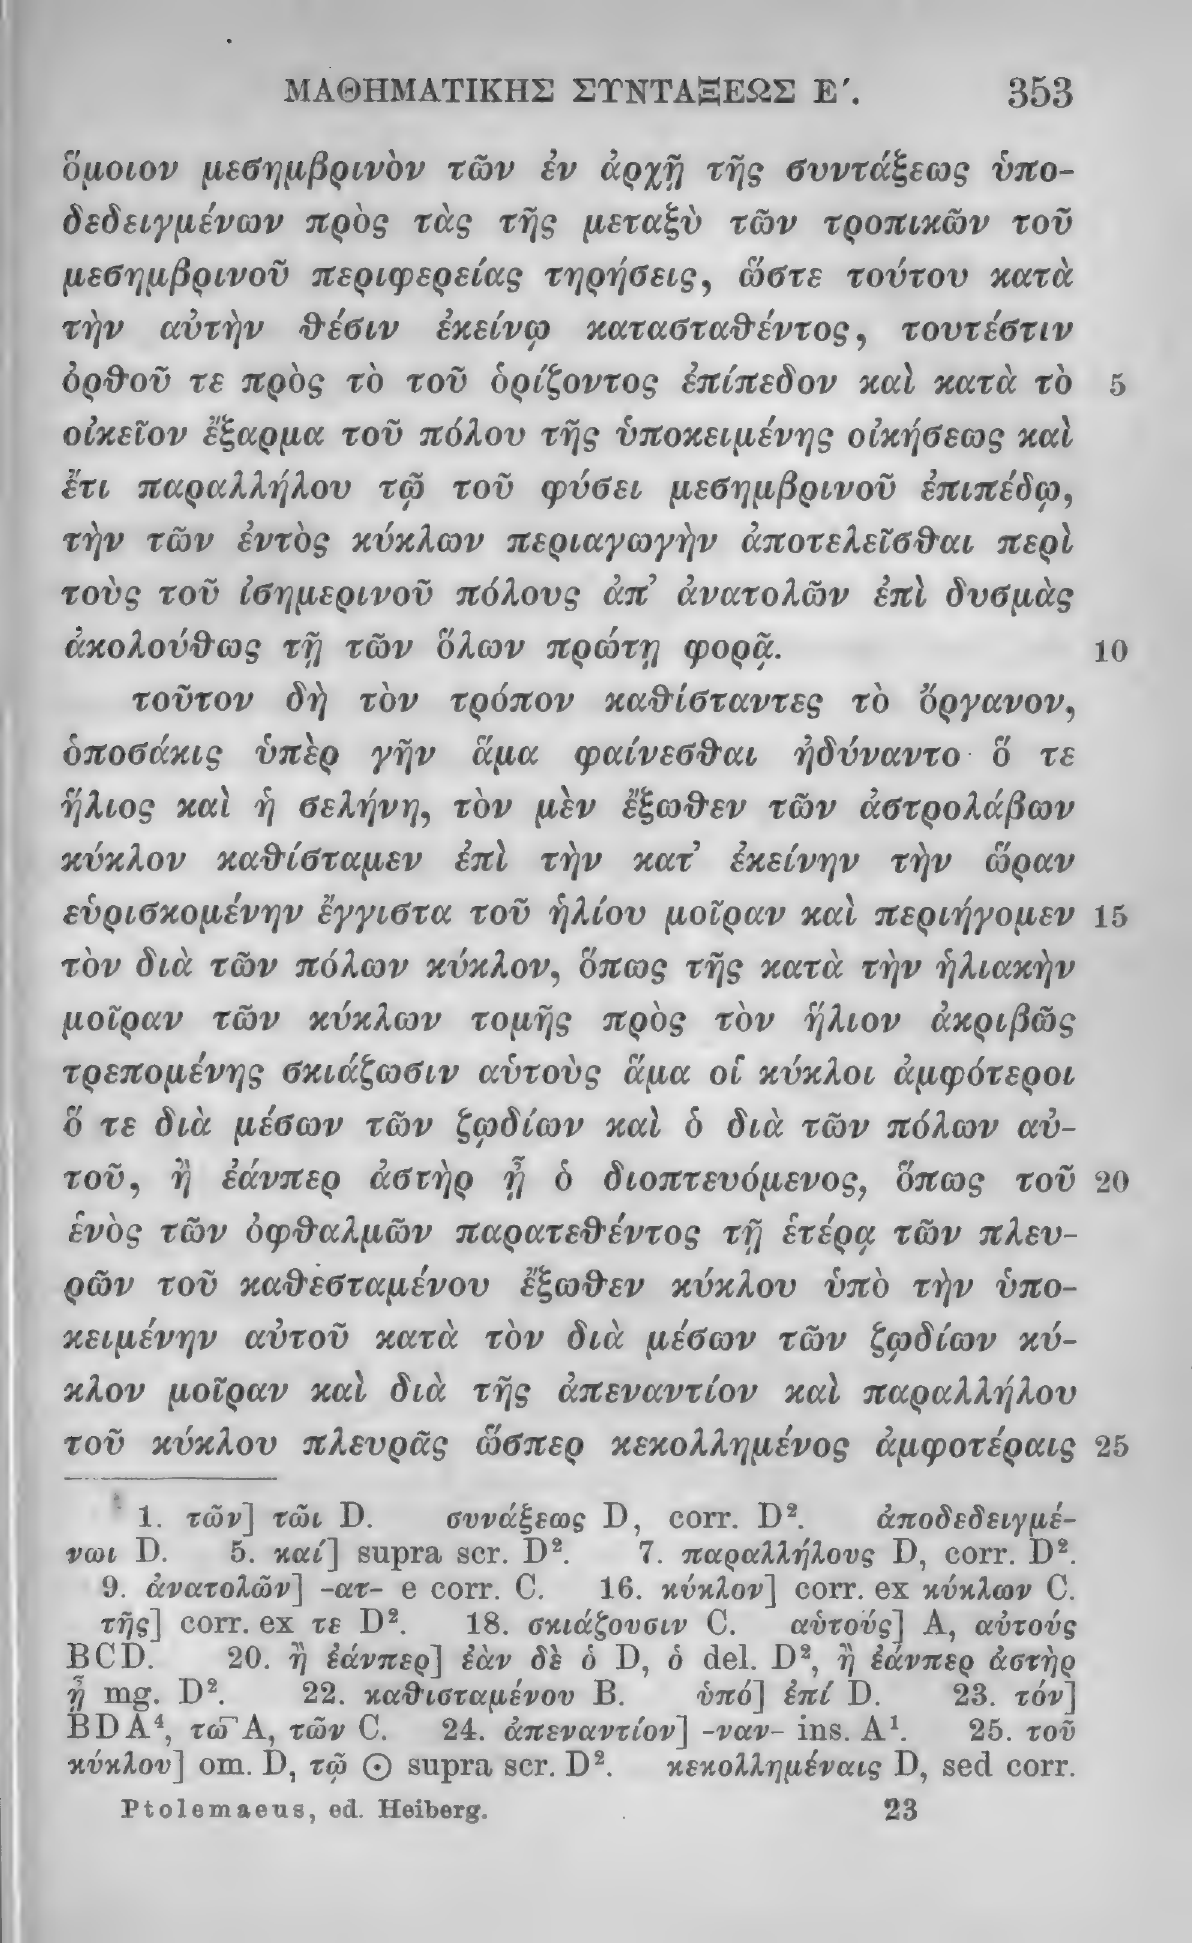 ΜΑΘΗΜΑΤΙΚΗΣ ΣΥΝΤΑΞΕΩΣ Ε΄. 353
ὅμοιον μεσημβρινὸν τῶν ἐν ἀρχῇ τῆς συντάξεως ὑπο-
δεδειγμένων πρὸς τὰς τῆς μεταξὺ τῶν τροπικῶν τοῦ
μεσημβρινοῦ περιφερείας τηρήσεις, ὥστε τούτου κατὰ
τὴν αὐτὴν θέσιν ἐκείνῳ κατασταθέντος, τουτέστιν
ὀρθοῦ τε πρὸς τὸ τοῦ ὁρίζοντος ἐπίπεδον καὶ κατὰ τὸ 5
οἰκεῖον ἔξαρμα τοῦ πόλου τῆς ὑποκειμένης οἰκήσεως καὶ
ἔτι παραλλήλου τῷ τοῦ φύσει μεσημβρινοῦ ἐπιπέδῳ,
τὴν τῶν ἐντὸς κύκλων περιαγωγὴν ἀποτελεῖσθαι περὶ
τοὺς τοῦ ἰσημερινοῦ πόλους ἀπ’ ἀνατολῶν ἐπὶ δυσμὰς
ἀκολούθως τῇ τῶν ὅλων πρώτῃ φορᾷ. 10
τοῦτον δὴ τὸν τρόπον καθίσταντες τὸ ὄργανον,
ὁποσάκις ὑπὲρ γῆν ἅμα φαίνεσθαι ἠδύναντο ὅ τε
ἥλιος καὶ ἡ σελήνη, τὸν μὲν ἔξωθεν τῶν ἀστρολάβων
κύκλον καθίσταμεν ἐπὶ τὴν κατ’ ἐκείνην τὴν ὥραν
εὑρισκομένην ἔγγιστα τοῦ ἡλίου μοῖραν καὶ περιήγομεν 15
τὸν διὰ τῶν πόλων κύκλον, ὅπως τῆς κατὰ τὴν ἡλιακὴν
μοῖραν τῶν κύκλων τομῆς πρὸς τὸν ἥλιον ἀκριβῶς
τρεπομένης σκιάζωσιν αὑτοὺς ἅμα οἱ κύκλοι ἀμφότεροι
ὅ τε διὰ μέσων τῶν ζῳδίων καὶ ὁ διὰ τῶν πόλων αὐ-
τοῦ, ἢ ἐάνπερ ἀστὴρ ᾖ ὁ διοπτευόμενος, ὅπως τοῦ 20
ἑνὸς τῶν ὀφθαλμῶν παρατεθέντος τῇ ἑτέρᾳ τῶν πλευ-
ρῶν τοῦ καθεσταμένου ἔξωθεν κύκλου ὑπὸ τὴν ὑπο-
κειμένην αὐτοῦ κατὰ τὸν διὰ μέσων τῶν ζῳδίων κύ-
κλον μοῖραν καὶ διὰ τῆς ἀπεναντίον καὶ παραλλήλου
τοῦ κύκλου πλευρᾶς ὥσπερ κεκολλημένος ἀμφοτέραις 25
1. τῶν] τῶι D. συνάξεως D, corr. D². ἀποδεδειγμέ-
νωι D. 5. καί] supra scr. D². 7. παραλλήλους D, corr. D².
9. ἀνατολῶν] -ατ- e corr. C. 16. κύκλον] corr. ex κύκλων C.
τῆς] corr. ex τε D². 18. σκιάζουσιν C. αὑτούς] A, αὐτούς
BCD. 20. ἢ ἐάνπερ] ἐὰν δὲ ὁ D, ὁ del. D², ἢ ἐάνπερ ἀστὴρ
ᾖ mg. D². 22. καθισταμένου B. ὑπό] ἐπί D. 23. τόν]
BDA⁴, τω͞ A, τῶν C. 24. ἀπεναντίον] -ναν- ins. A¹. 25. τοῦ
κύκλου] om. D, τῷ ⊙ supra scr. D². κεκολλημέναις D, sed corr.
Ptolemaeus, ed. Heiberg. 23